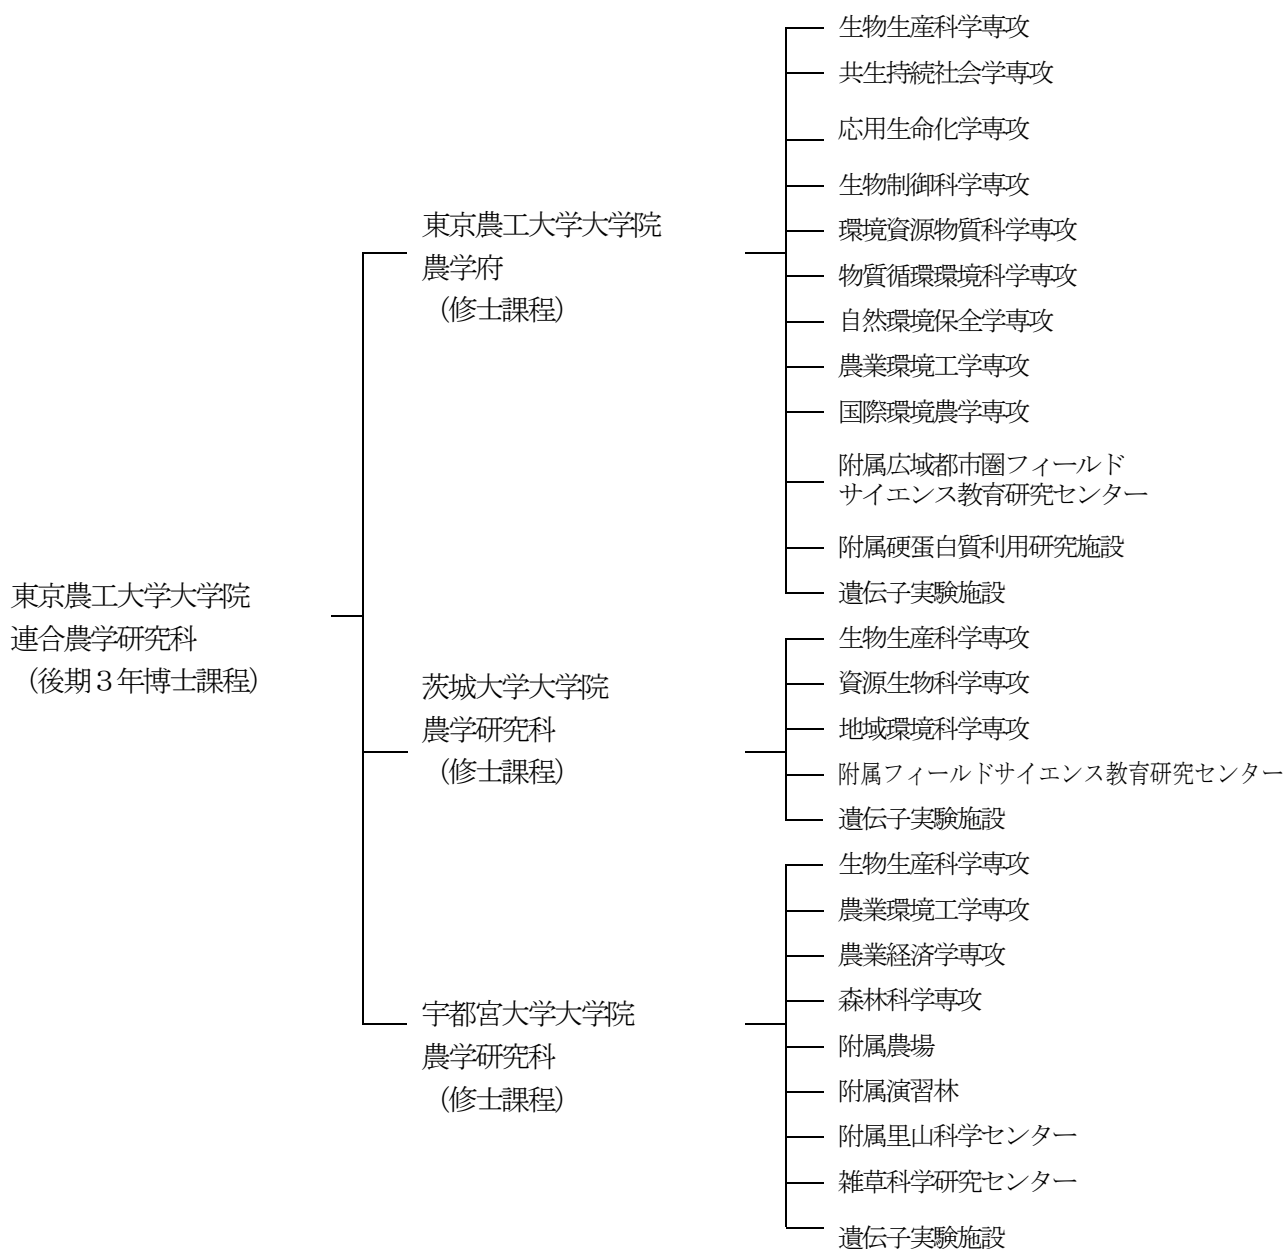 東京農工大学大学院
連合農学研究科
（後期３年博士課程）
東京農工大学大学院
農学府
（修士課程）
生物生産科学専攻
共生持続社会学専攻
応用生命化学専攻
生物制御科学専攻
環境資源物質科学専攻
物質循環環境科学専攻
自然環境保全学専攻
農業環境工学専攻
国際環境農学専攻
附属広域都市圏フィールド
サイエンス教育研究センター
附属硬蛋白質利用研究施設
遺伝子実験施設
茨城大学大学院
農学研究科
（修士課程）
生物生産科学専攻
資源生物科学専攻
地域環境科学専攻
附属フィールドサイエンス教育研究センター
遺伝子実験施設
宇都宮大学大学院
農学研究科
（修士課程）
生物生産科学専攻
農業環境工学専攻
農業経済学専攻
森林科学専攻
附属農場
附属演習林
附属里山科学センター
雑草科学研究センター
遺伝子実験施設